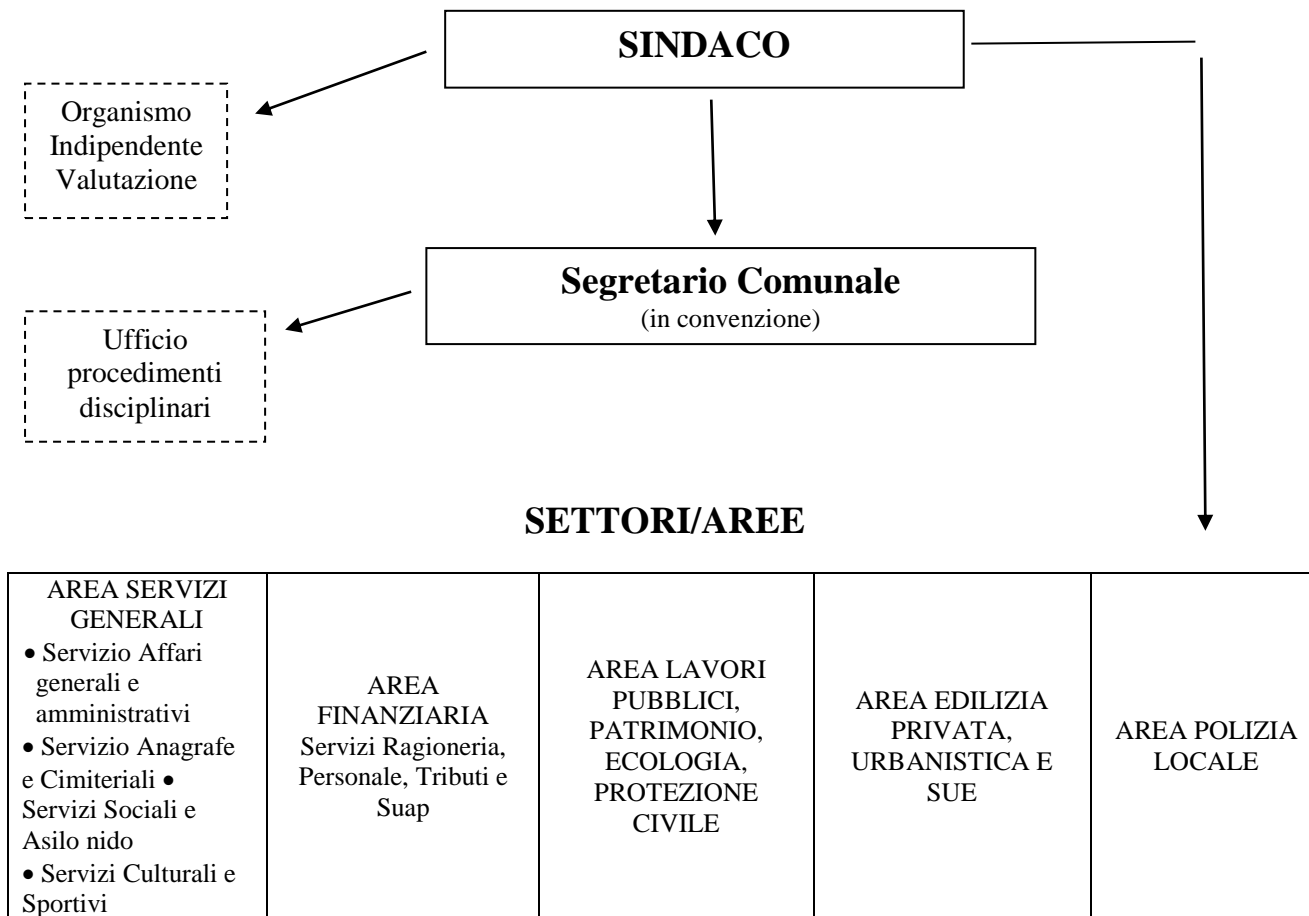 SINDACO
Organismo
Indipendente
Valutazione
Segretario Comunale
(in convenzione)
Ufficio
procedimenti
disciplinari
SETTORI/AREE
AREA SERVIZI
GENERALI
• Servizio Affari
generali e
amministrativi
• Servizio Anagrafe
e Cimiteriali •
Servizi Sociali e
Asilo nido
• Servizi Culturali e
Sportivi
AREA
FINANZIARIA
Servizi Ragioneria,
Personale, Tributi e
Suap
AREA LAVORI
PUBBLICI,
PATRIMONIO,
ECOLOGIA,
PROTEZIONE
CIVILE
AREA EDILIZIA
PRIVATA,
URBANISTICA E
SUE
AREA POLIZIA
LOCALE